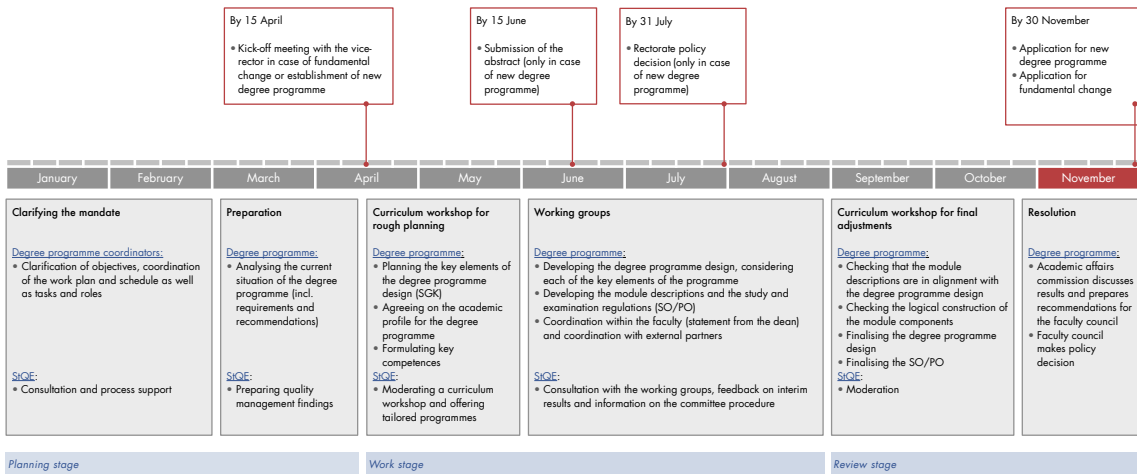 By 15 April
• Kick-off meeting with the vice-
rector in case of fundamental
change or establishment of new
degree programme
By 15 June
• Submission of the
abstract (only in case
of new degree
programme)
By 31 July
• Rectorate policy
decision (only in case
of new degree
programme)
By 30 November
• Application for new
degree programme
• Application for
fundamental change
January
February
March
April
May
June
July
August
September
October
November
Clarifying the mandate
Degree programme coordinators:
• Clarification of objectives, coordination
of the work plan and schedule as well
as tasks and roles
StQE:
• Consultation and process support
Preparation
Degree programme:
• Analysing the current
situation of the degree
programme (incl.
requirements and
recommendations)
StQE:
• Preparing quality
management findings
Curriculum workshop for
rough planning
Degree programme:
• Planning the key elements of
the degree programme
design (SGK)
• Agreeing on the academic
profile for the degree
programme
• Formulating key
competences
StQE:
• Moderating a curriculum
workshop and offering
tailored programmes
Working groups
Degree programme:
• Developing the degree programme design, considering
each of the key elements of the programme
• Developing the module descriptions and the study and
examination regulations (SO/PO)
• Coordination within the faculty (statement from the dean)
and coordination with external partners
StQE:
• Consultation with the working groups, feedback on interim
results and information on the committee procedure
Curriculum workshop for final
adjustments
Degree programme:
• Checking that the module
descriptions are in alignment with
the degree programme design
• Checking the logical construction of
the module components
• Finalising the degree programme
design
• Finalising the SO/PO
StQE:
• Moderation
Resolution
Degree programme:
• Academic affairs
commission discusses
results and prepares
recommendations for
the faculty council
• Faculty council
makes policy
decision
Planning stage
Work stage
Review stage